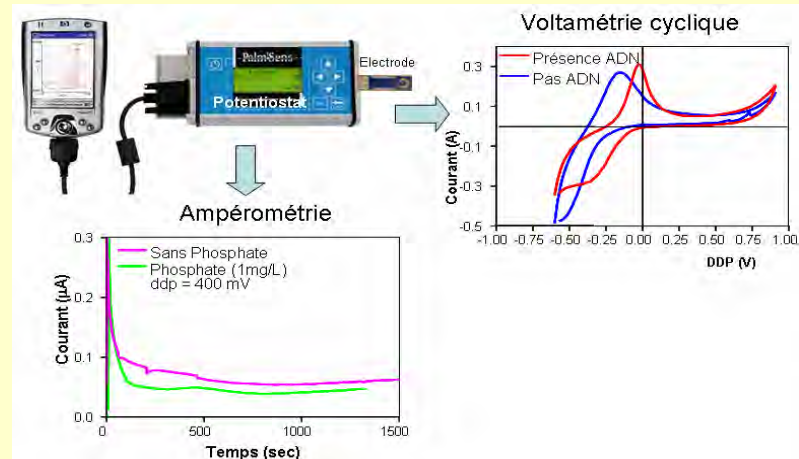 Voltamétrie cyclique
PalmSens
Electrode
Potentiostat
Présence ADN
Pas ADN
0.3
0.1
-0.1
-0.3
-0.5
Courant (A)
-1.00 -0.75 -0.50 -0.25 0.00 0.25 0.50 0.75 1.00
DDP (V)
Ampérométrie
Sans Phosphate
Phosphate (1mg/L)
ddp = 400 mV
0.3
0.2
0.1
0.0
Courant (µA)
0 500 1000 1500
Temps (sec)